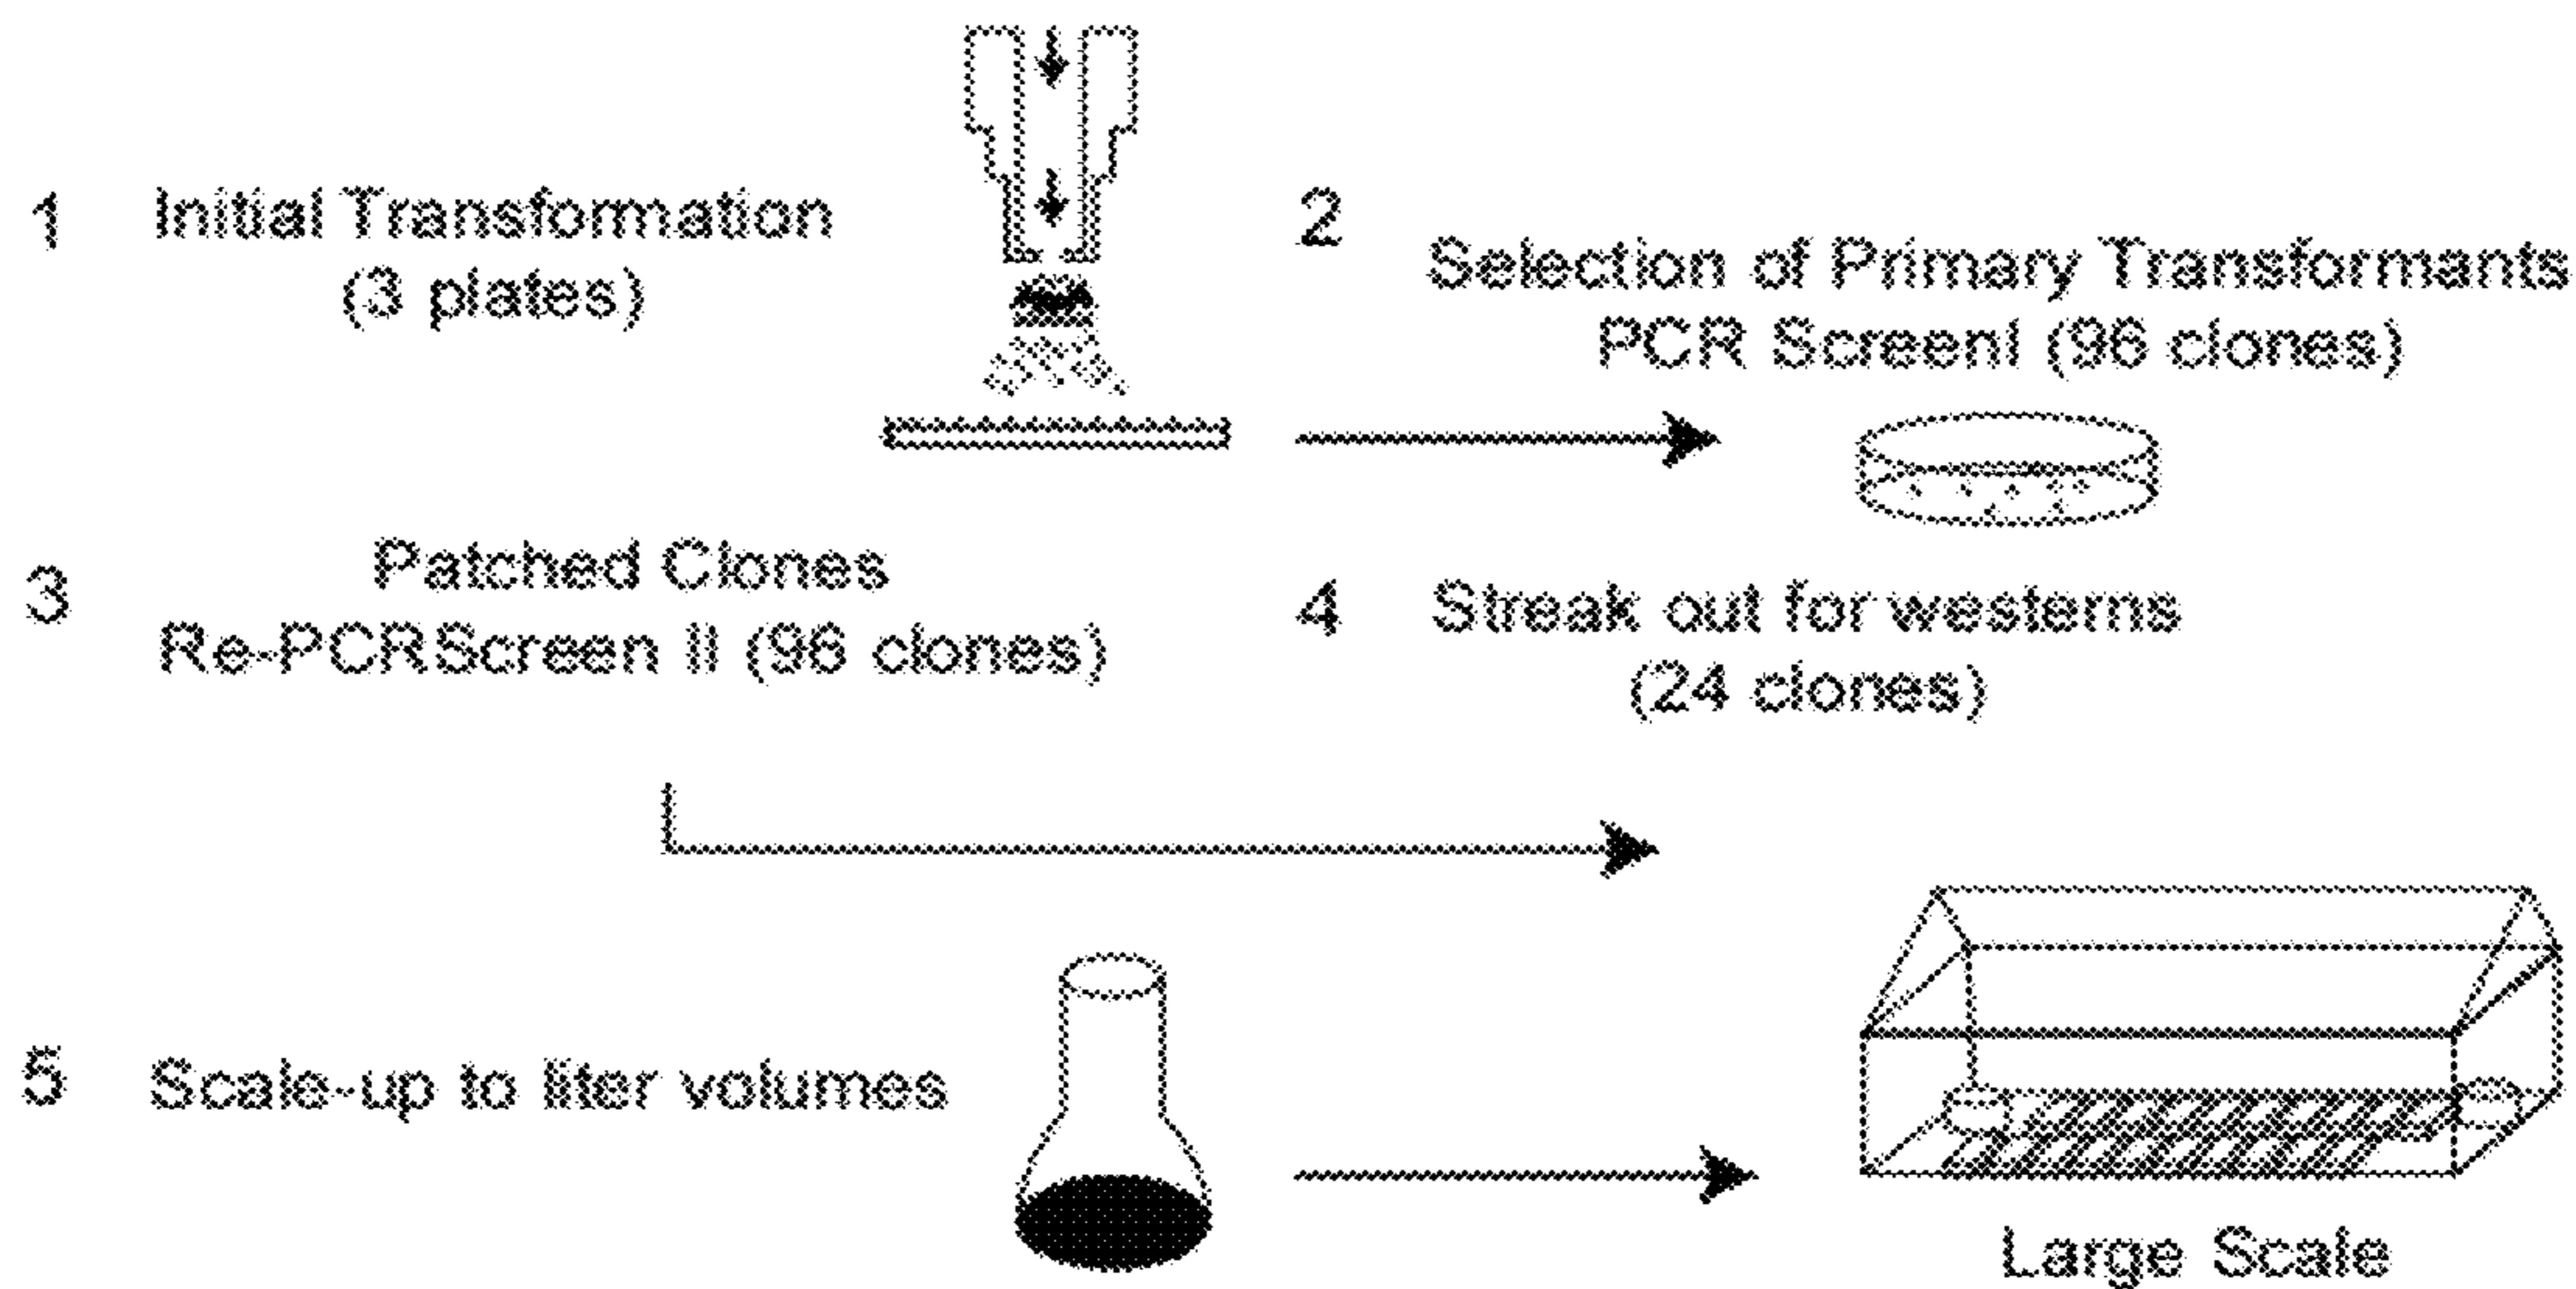 1 Initial Transformation
(3 plates)
2 Selection of Primary Transformants
PCR ScreenI (96 clones)
3 Patched Clones
Re-PCRScreen II (96 clones)
4 Streak out for westerns
(24 clones)
5 Scale-up to liter volumes
Large Scale